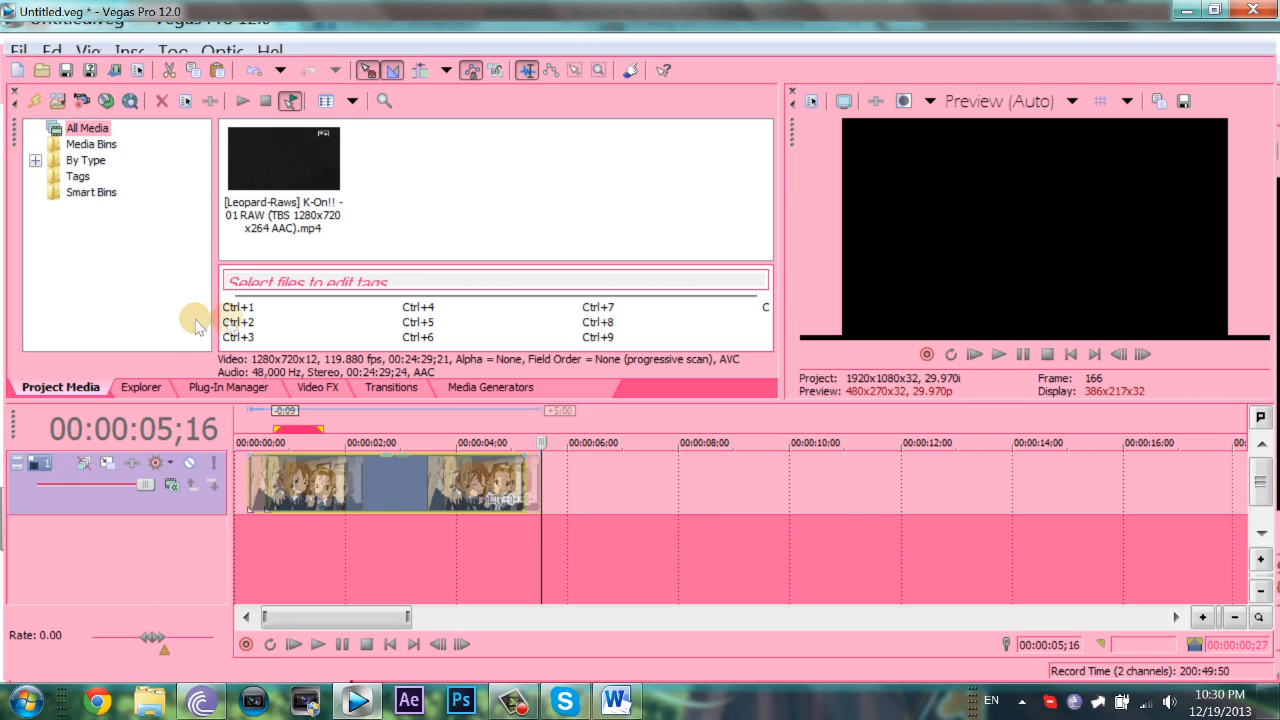 Untitled.veg * - Vegas Pro 12.0
Preview (Auto)
All Media
Media Bins
By Type
Tags
Smart Bins
[Leopard-Raws] K-On!! -
01 RAW (TBS 1280x720
x264 AAC).mp4
Select files to edit tags
Ctrl+1 Ctrl+4 Ctrl+7 C
Ctrl+2 Ctrl+5 Ctrl+8
Ctrl+3 Ctrl+6 Ctrl+9
Video: 1280x720x12, 119.880 fps, 00:24:29;21, Alpha = None, Field Order = None (progressive scan), AVC
Audio: 48,000 Hz, Stereo, 00:24:29;24, AAC
Project Media Explorer Plug-In Manager Video FX Transitions Media Generators
Project: 1920x1080x32, 29.970i Frame: 166
Preview: 480x270x32, 29.970p Display: 386x217x32
-0:09 +5:00
00:00:05;16
00:00:00;00 00:00:02;00 00:00:04;00 00:00:06;00 00:00:08;00 00:00:10;00 00:00:12;00 00:00:14;00 00:00:16;00 00:
1
Rate: 0.00
00:00:05;16 00:00:00;27
Record Time (2 channels): 200:49:50
Ae Ps EN 10:30 PM
12/19/2013